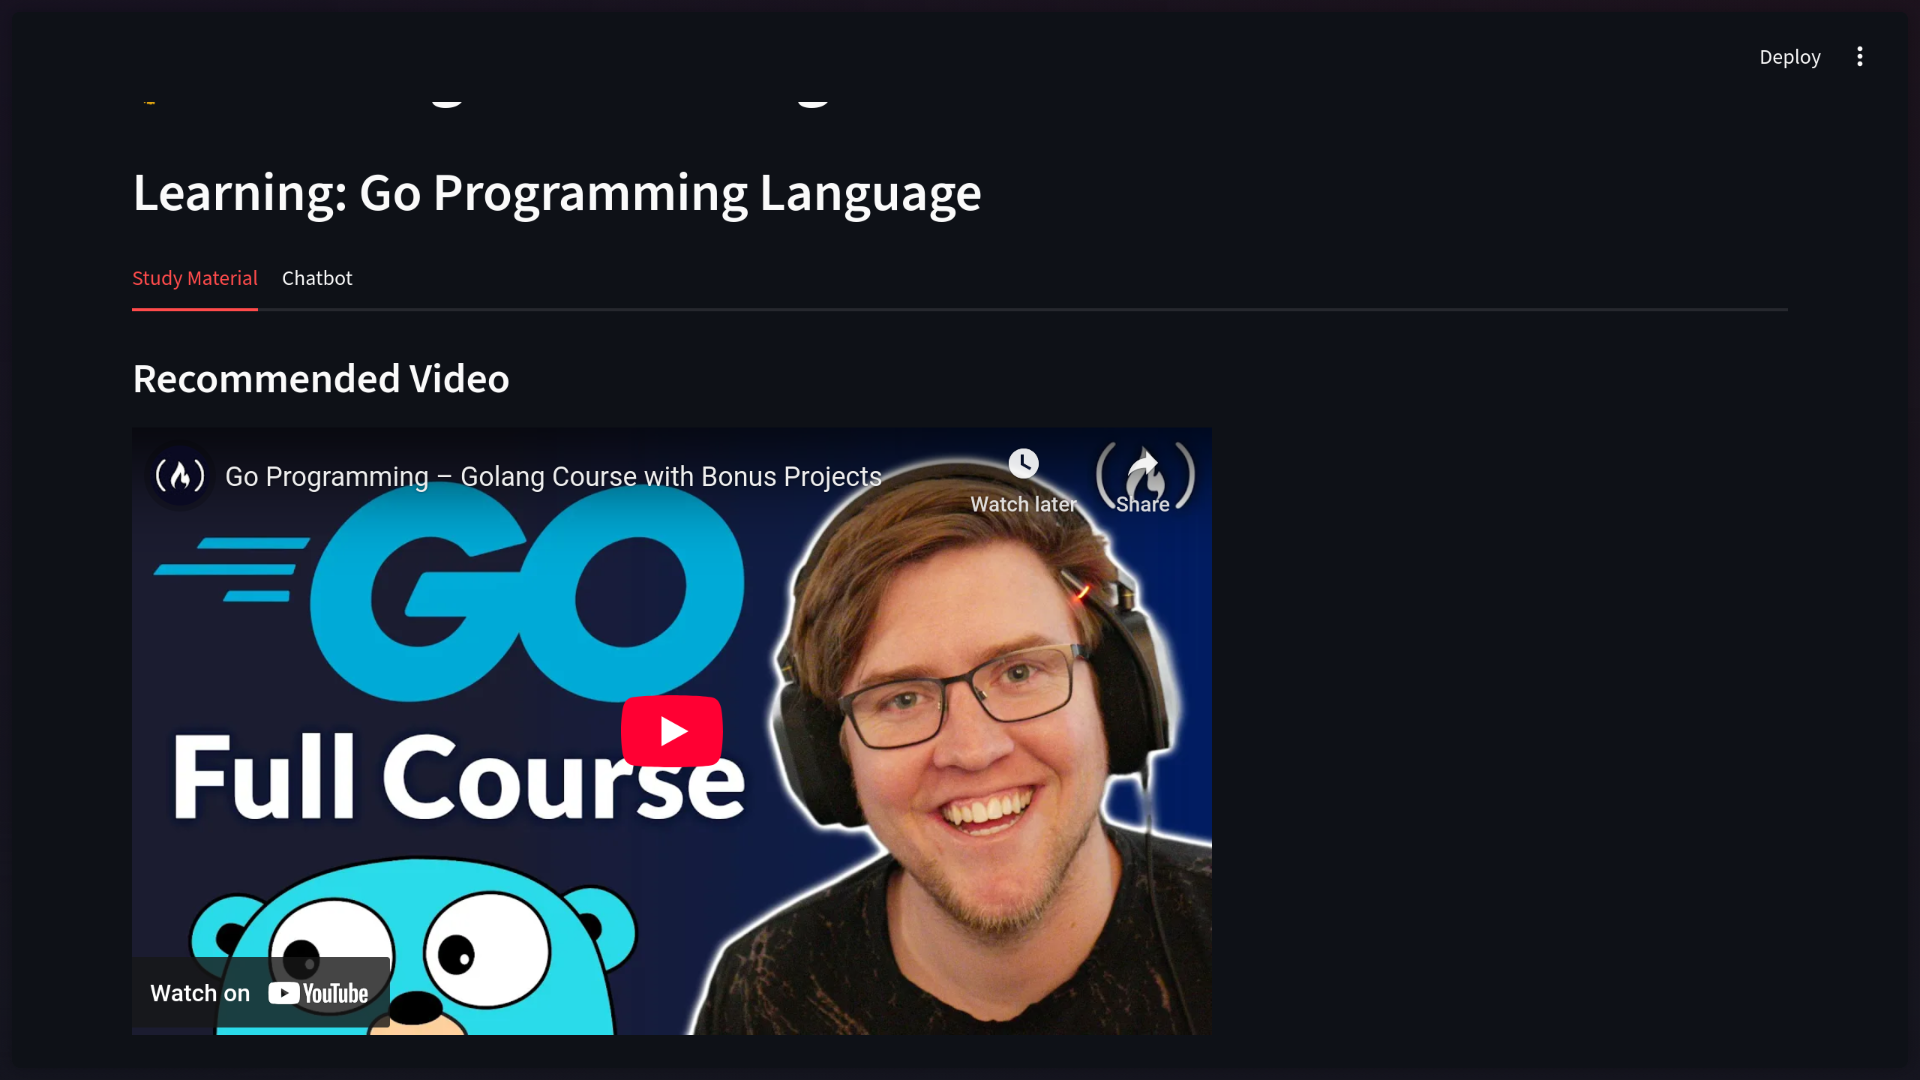 Deploy
Learning: Go Programming Language
Study Material Chatbot
Recommended Video
Go Programming – Golang Course with Bonus Projects
Watch later
Share
GO
Full Course
Watch on YouTube